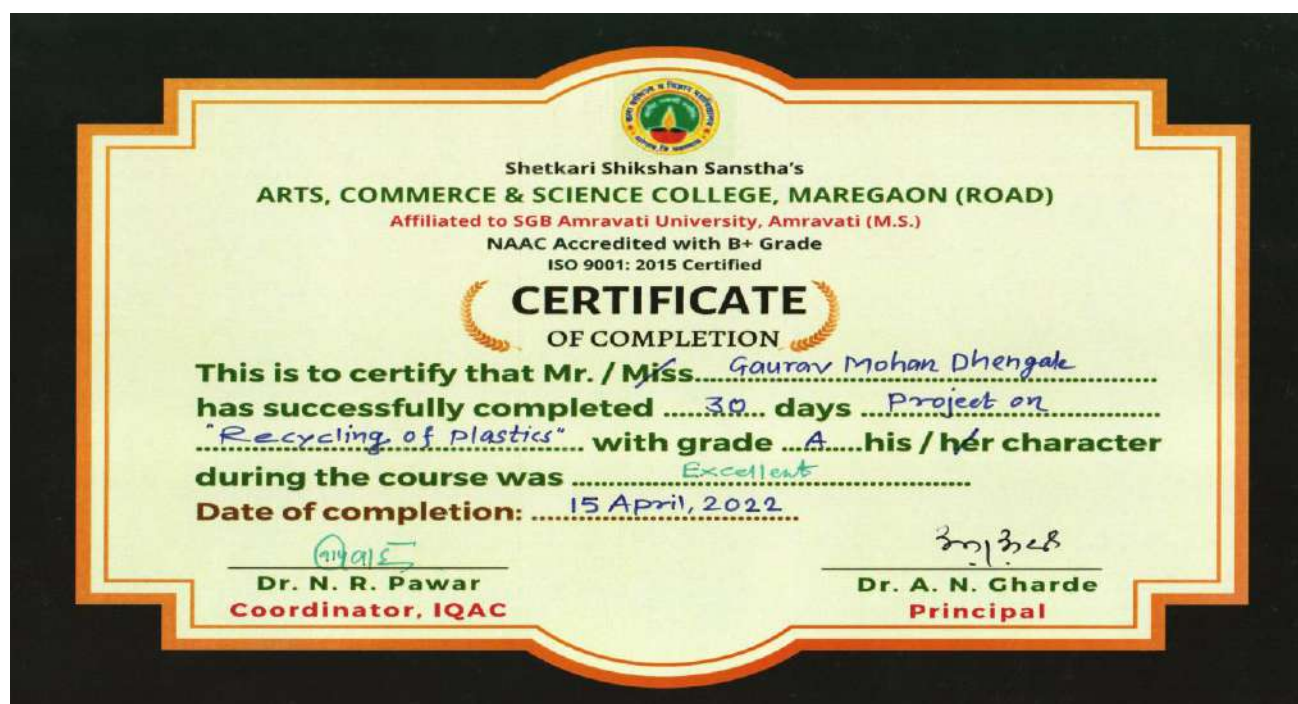 Shetkari Shikshan Sanstha's
ARTS, COMMERCE & SCIENCE COLLEGE, MAREGAON (ROAD)
Affiliated to SGB Amravati University, Amravati (M.S.)
NAAC Accredited with B+ Grade
ISO 9001: 2015 Certified
CERTIFICATE
OF COMPLETION
This is to certify that Mr. / Miss.... Gaurav Mohan Dhengale
has successfully completed .....30... days ...Project on
"Recycling of Plastics"... with grade ...A.....his / her character
during the course was ................Excellent......................
Date of completion: .....15 April, 2022
Dr. N. R. Pawar
Coordinator, IQAC
Dr. A. N. Gharde
Principal